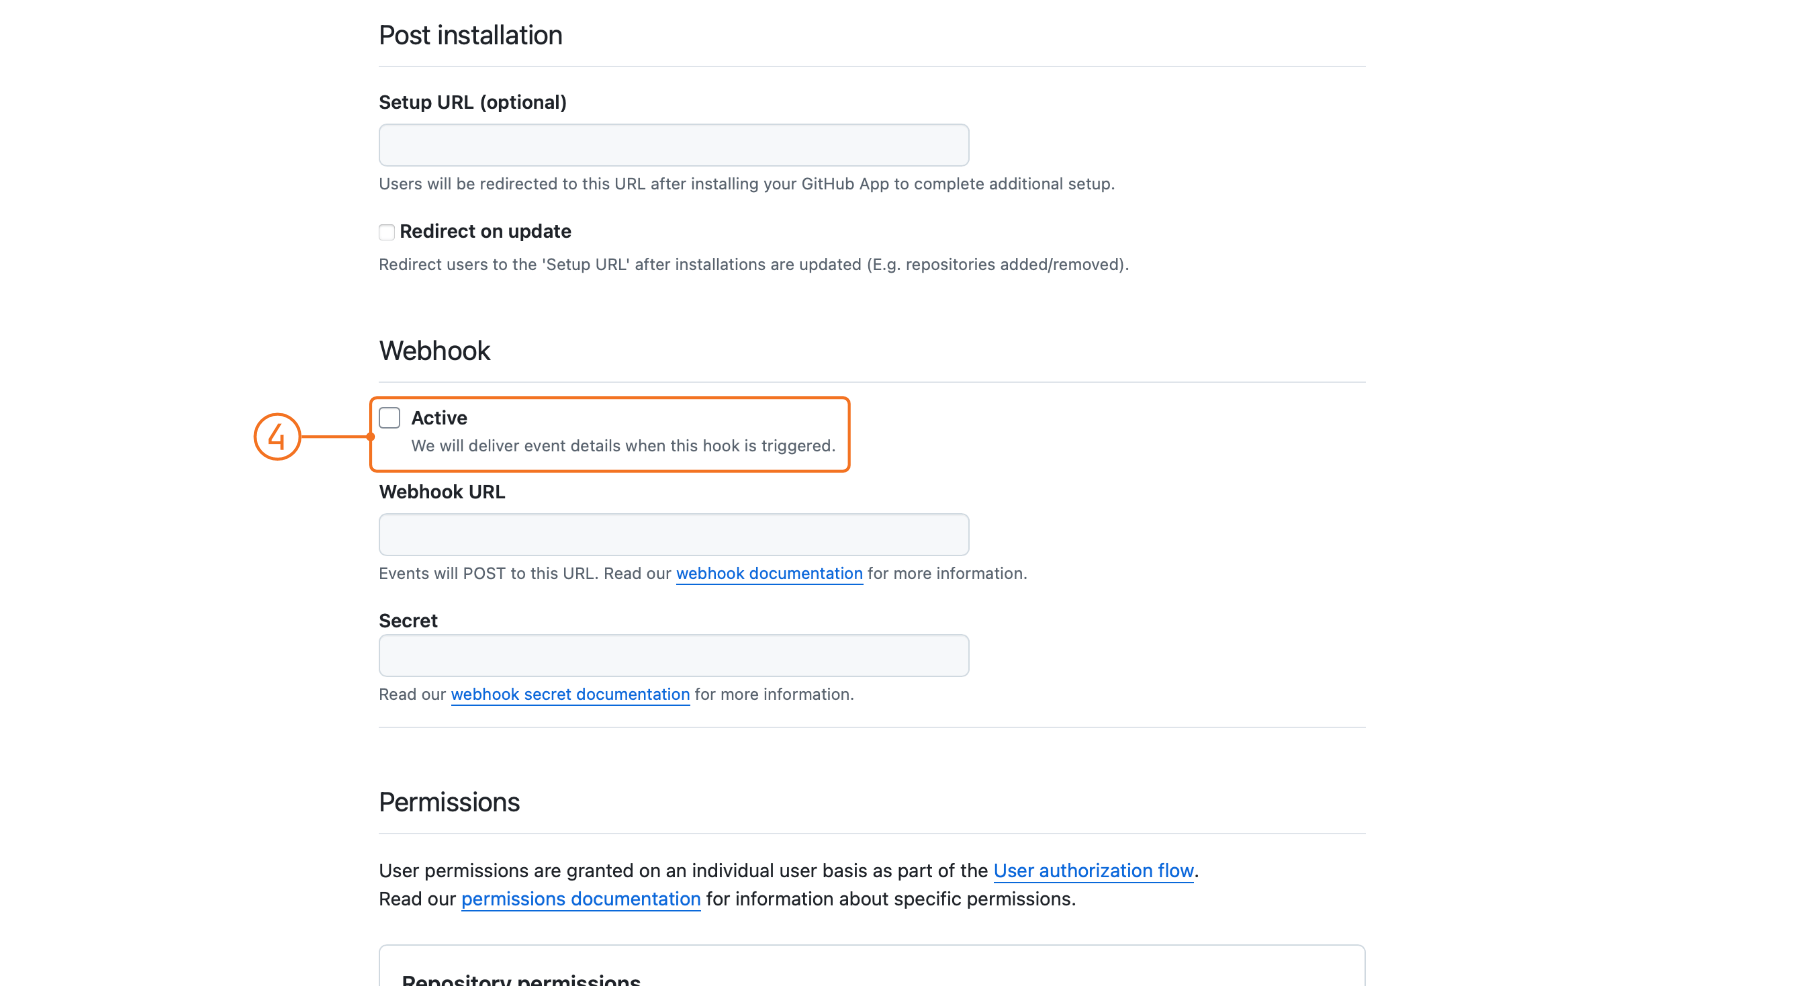 Post installation
Setup URL (optional)
Users will be redirected to this URL after installing your GitHub App to complete additional setup.
Redirect on update
Redirect users to the 'Setup URL' after installations are updated (E.g. repositories added/removed).
Webhook
4
Active
We will deliver event details when this hook is triggered.
Webhook URL
Events will POST to this URL. Read our webhook documentation for more information.
Secret
Read our webhook secret documentation for more information.
Permissions
User permissions are granted on an individual user basis as part of the User authorization flow.
Read our permissions documentation for information about specific permissions.
Repository permissions